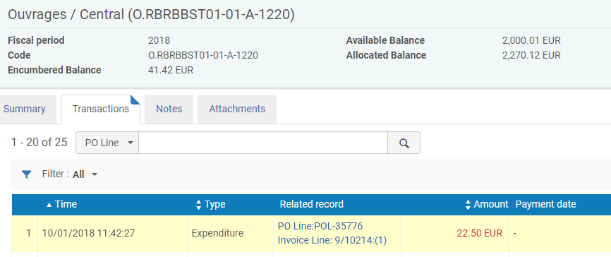 Ouvrages / Central (O.RBRBBST01-01-A-1220)
Fiscal period 2018 Available Balance 2,000.01 EUR
Code O.RBRBBST01-01-A-1220 Allocated Balance 2,270.12 EUR
Encumbered Balance 41.42 EUR
Summary Transactions Notes Attachments
1 - 20 of 25 PO Line
Filter : All
Time Type Related record Amount Payment date
1 10/01/2018 11:42:27 Expenditure PO Line:POL-35776 22.50 EUR -
Invoice Line: 9/10214:(1)